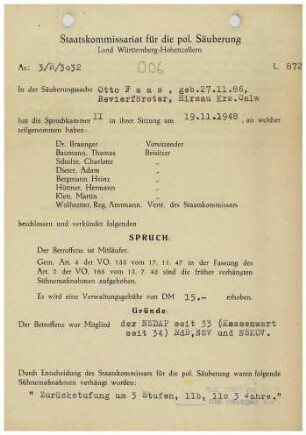 Staatskommissariat für die pol. Säuberung
Land Württemberg-Hohenzollern
Az.: 3/B/3032
006
L 872
In der Säuberungssache Otto F a a s , geb.27.11.86,
Revierförster, Hirsau Krs.Calw
hat die Spruchkammer II in ihrer Sitzung am 19.11.1948, an welcher
teilgenommen haben:
Dr. Braunger Vorsitzender
Basmann, Thomas Beisitzer
Schultz, Charlotte "
Dieter, Adam "
Bergmann Heinz "
Hüttner, Hermann "
Klett, Martin "
Reg. Amtmann. Vertr. des Staatskommissars
beschlossen und verkündet folgenden
SPRUCH:
Der Betroffene ist Mitläufer.
Gem. Art. 4 der VO. 133 vom 17. 11. 47 in der Fassung des
Art. 2 der VO. 165 vom 13. 7. 48 sind die früher verhängten
Sühnemaßnahmen aufgehoben.
Es wird eine Verwaltungsgebühr von DM 15.- erhoben.
Gründe:
Der Betroffene war Mitglied der NSDAP seit 33 (Kassenwart
seit 34) RdB,NSV und NSKOV.
Durch Entscheidung des Staatskommissars für die pol. Säuberung waren folgende
Sühnemaßnahmen verhängt worden:
" Zurückstufung um 3 Stufen, 11b, 11c 3 Jahre."